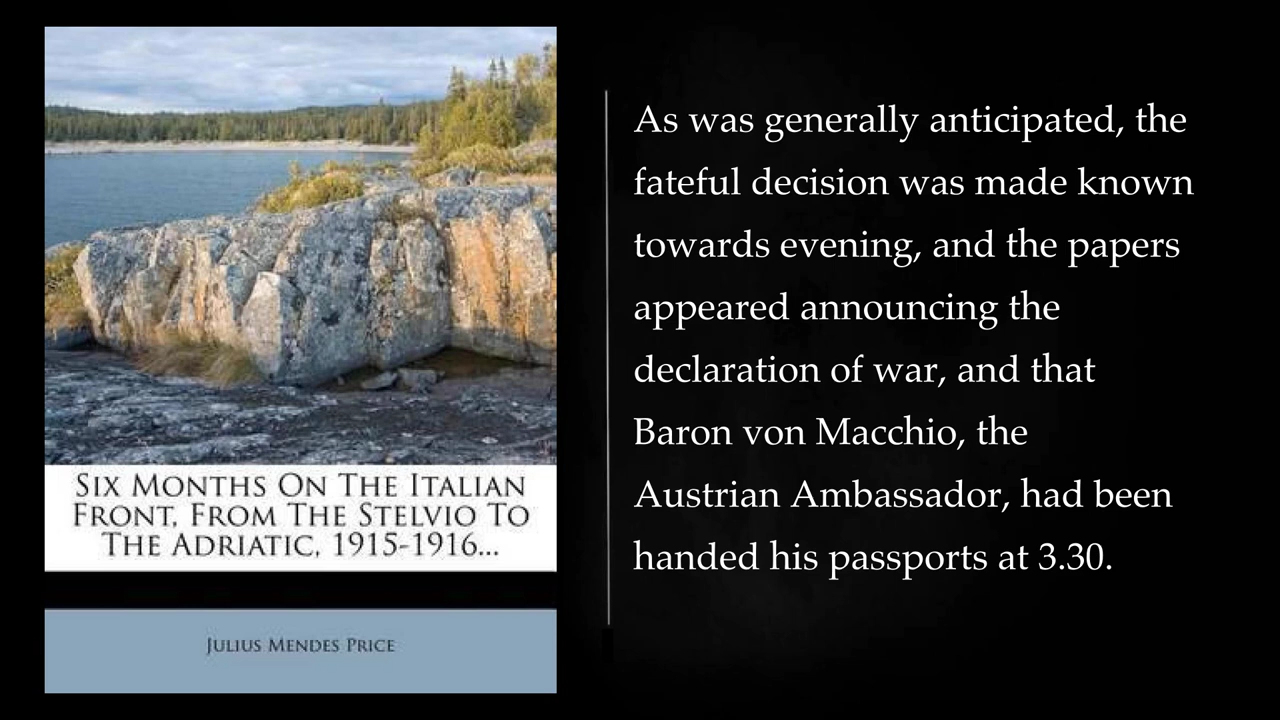 Six Months On The Italian
Front, From The Stelvio To
The Adriatic, 1915-1916...
Julius Mendes Price
As was generally anticipated, the
fateful decision was made known
towards evening, and the papers
appeared announcing the
declaration of war, and that
Baron von Macchio, the
Austrian Ambassador, had been
handed his passports at 3.30.